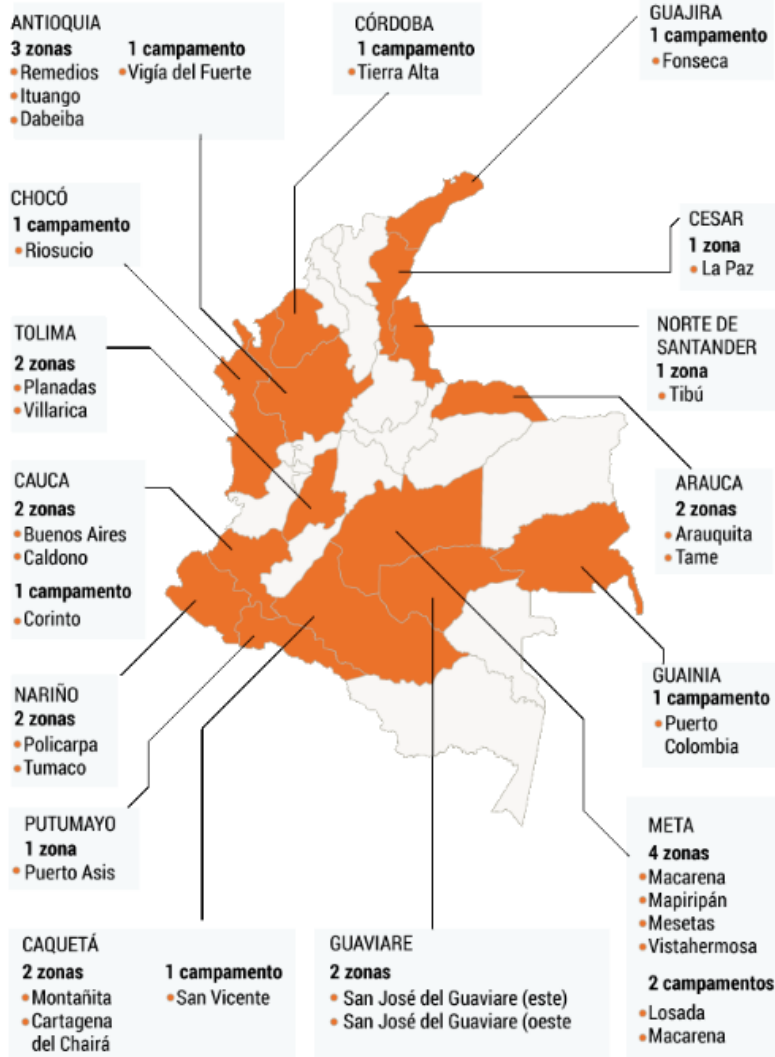 ANTIOQUIA
3 zonas
Remedios
Ituango
Dabeiba
1 campamento
Vigía del Fuerte
CÓRDOBA
1 campamento
Tierra Alta
GUAJIRA
1 campamento
Fonseca
CHOCÓ
1 campamento
Riosucio
CESAR
1 zona
La Paz
TOLIMA
2 zonas
Planadas
Villarica
NORTE DE
SANTANDER
1 zona
Tibú
CAUCA
2 zonas
Buenos Aires
Caldono
1 campamento
Corinto
ARAUCA
2 zonas
Arauquita
Tame
NARIÑO
2 zonas
Policarpa
Tumaco
GUAINIA
1 campamento
Puerto
Colombia
PUTUMAYO
1 zona
Puerto Asis
META
4 zonas
Macarena
Mapiripán
Mesetas
Vistahermosa
2 campamentos
Losada
Macarena
CAQUETÁ
2 zonas
Montañita
Cartagena
del Chairá
1 campamento
San Vicente
GUAVIARE
2 zonas
San José del Guaviare (este)
San José del Guaviare (oeste